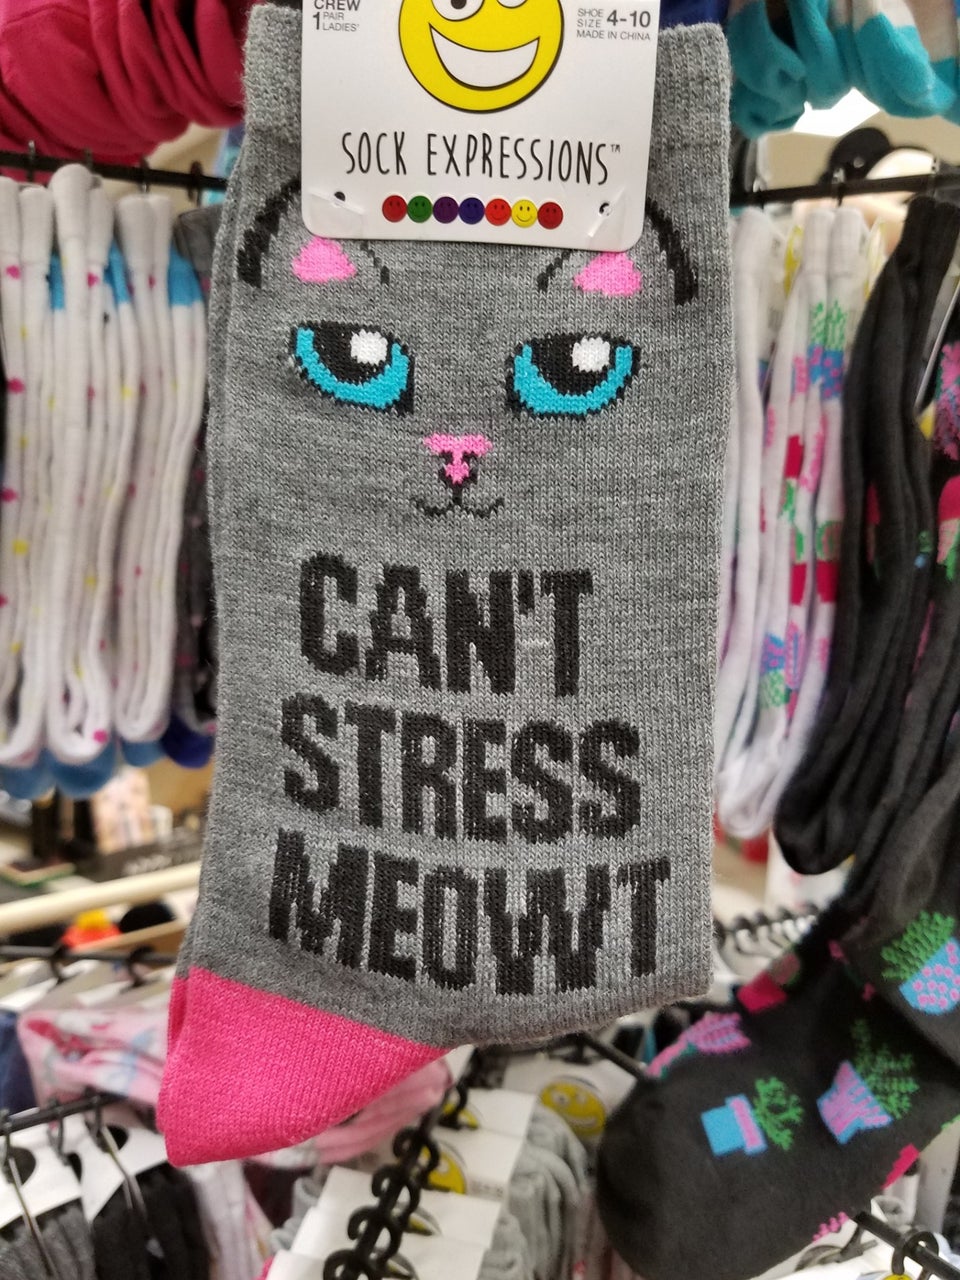 CREW
1 PAIR LADIES'
SHOE SIZE 4-10
MADE IN CHINA
SOCK EXPRESSIONS™
CAN'T
STRESS
MEOWT